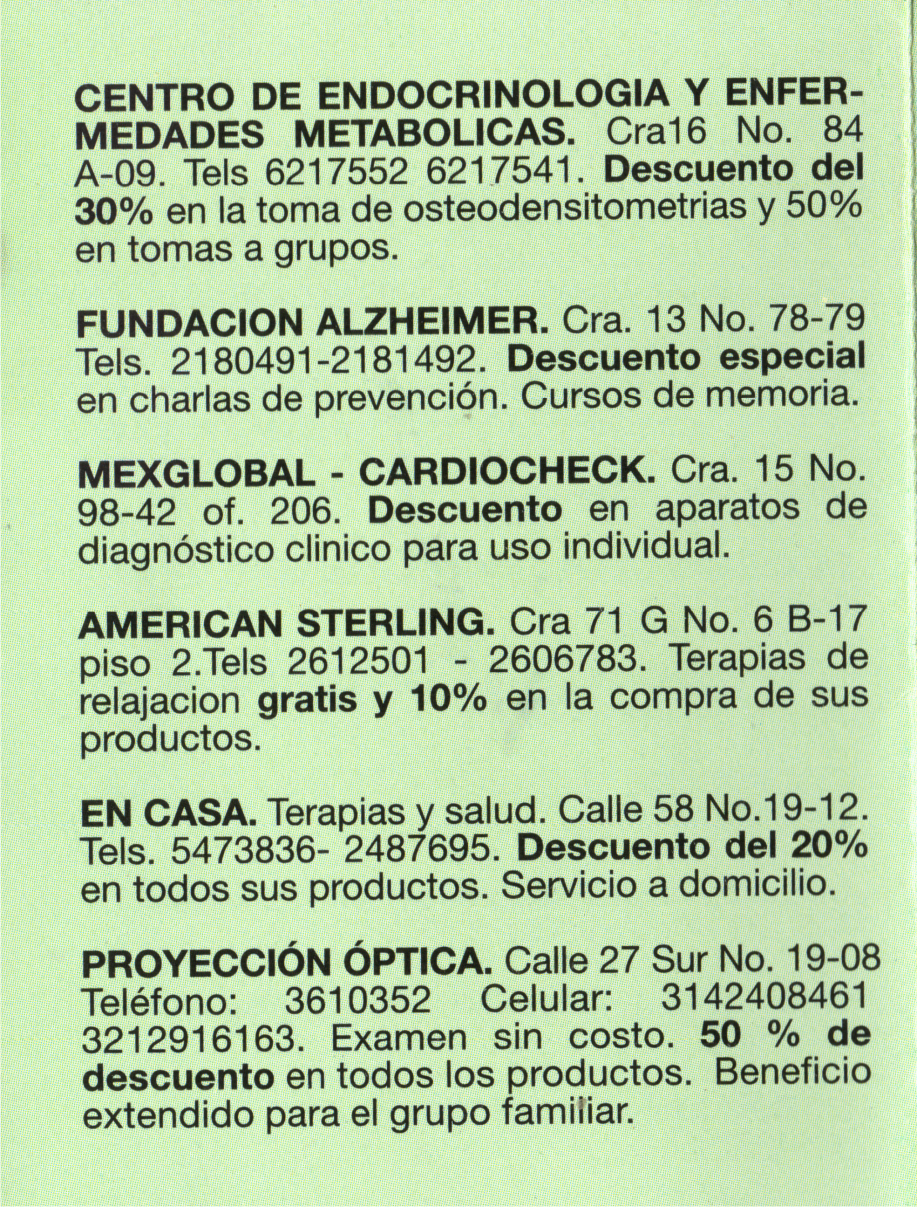 CENTRO DE ENDOCRINOLOGIA Y ENFER-
MEDADES METABOLICAS. Cra16 No. 84
A-09. Tels 6217552 6217541. Descuento del
30% en la toma de osteodensitometrias y 50%
en tomas a grupos.
FUNDACION ALZHEIMER. Cra. 13 No. 78-79
Tels. 2180491-2181492. Descuento especial
en charlas de prevención. Cursos de memoria.
MEXGLOBAL - CARDIOCHECK. Cra. 15 No.
98-42 of. 206. Descuento en aparatos de
diagnóstico clinico para uso individual.
AMERICAN STERLING. Cra 71 G No. 6 B-17
piso 2.Tels 2612501 - 2606783. Terapias de
relajacion gratis y 10% en la compra de sus
productos.
EN CASA. Terapias y salud. Calle 58 No.19-12.
Tels. 5473836- 2487695. Descuento del 20%
en todos sus productos. Servicio a domicilio.
PROYECCIÓN ÓPTICA. Calle 27 Sur No. 19-08
Teléfono: 3610352 Celular: 3142408461
3212916163. Examen sin costo. 50 % de
descuento en todos los productos. Beneficio
extendido para el grupo familiar.